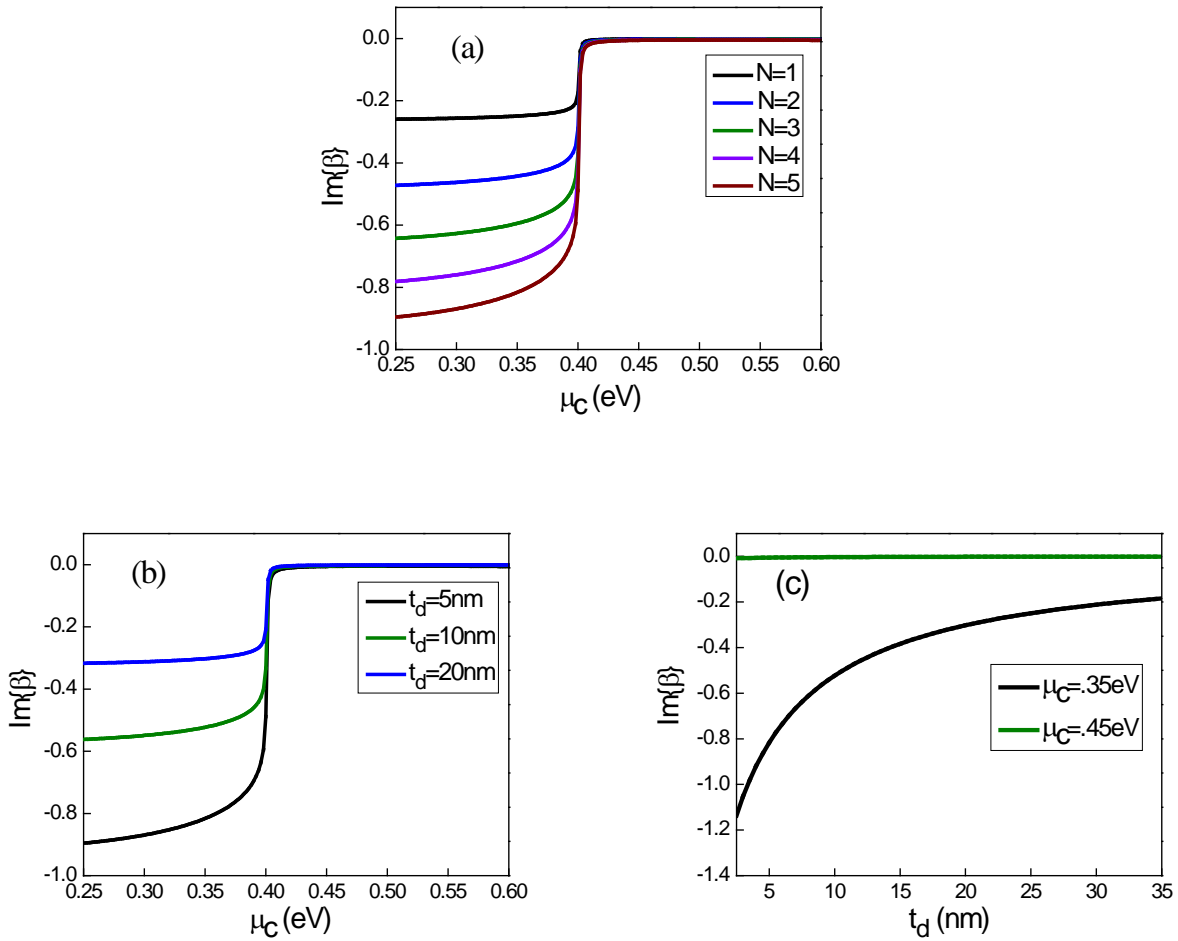 (a)
0.0
-0.2
-0.4
-0.6
-0.8
-1.0
Im{β}
N=1
N=2
N=3
N=4
N=5
0.25 0.30 0.35 0.40 0.45 0.50 0.55 0.60
μc (eV)
(b)
0.0
-0.2
-0.4
-0.6
-0.8
-1.0
Im{β}
t_d=5nm
t_d=10nm
t_d=20nm
0.25 0.30 0.35 0.40 0.45 0.50 0.55 0.60
μc (eV)
(c)
0.0
-0.2
-0.4
-0.6
-0.8
-1.0
-1.2
-1.4
Im{β}
μc=.35eV
μc=.45eV
5 10 15 20 25 30 35
t_d (nm)